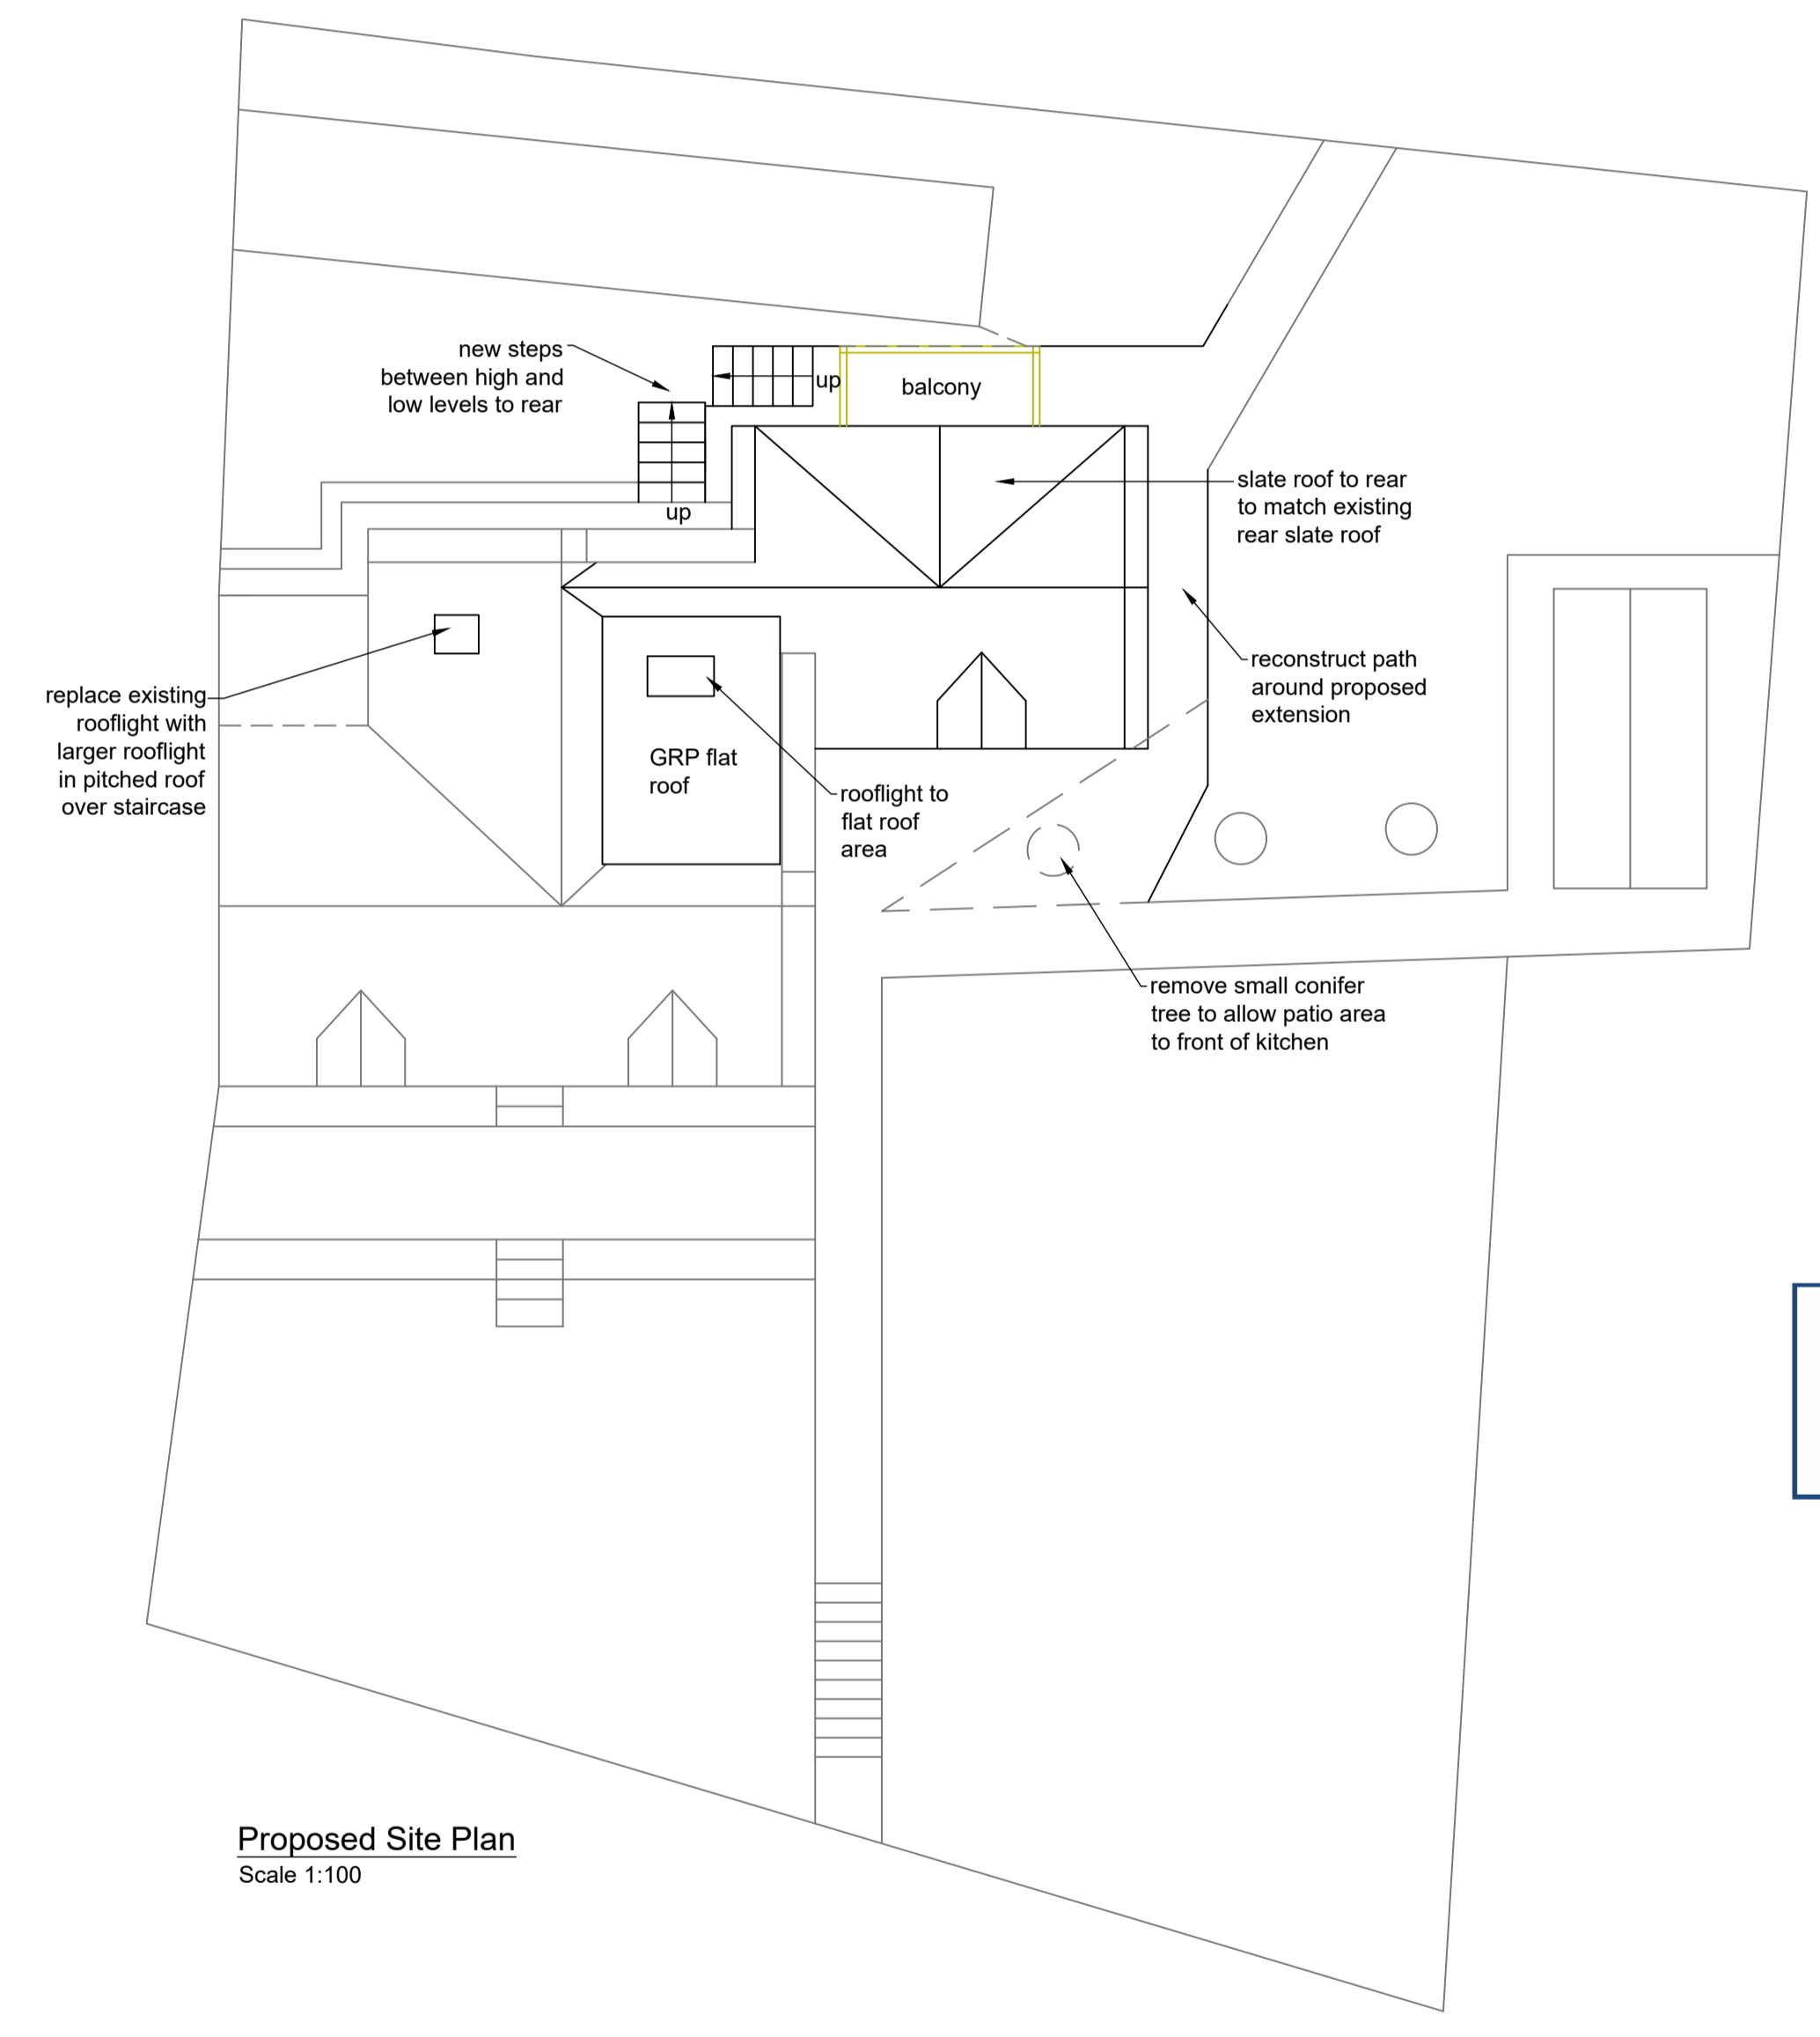 new steps
between high and
low levels to rear
up
balcony
up
slate roof to rear
to match existing
rear slate roof
reconstruct path
around proposed
extension
replace existing
rooflight with
larger rooflight
in pitched roof
over staircase
GRP flat
roof
rooflight to
flat roof
area
remove small conifer
tree to allow patio area
to front of kitchen
Proposed Site Plan
Scale 1:100